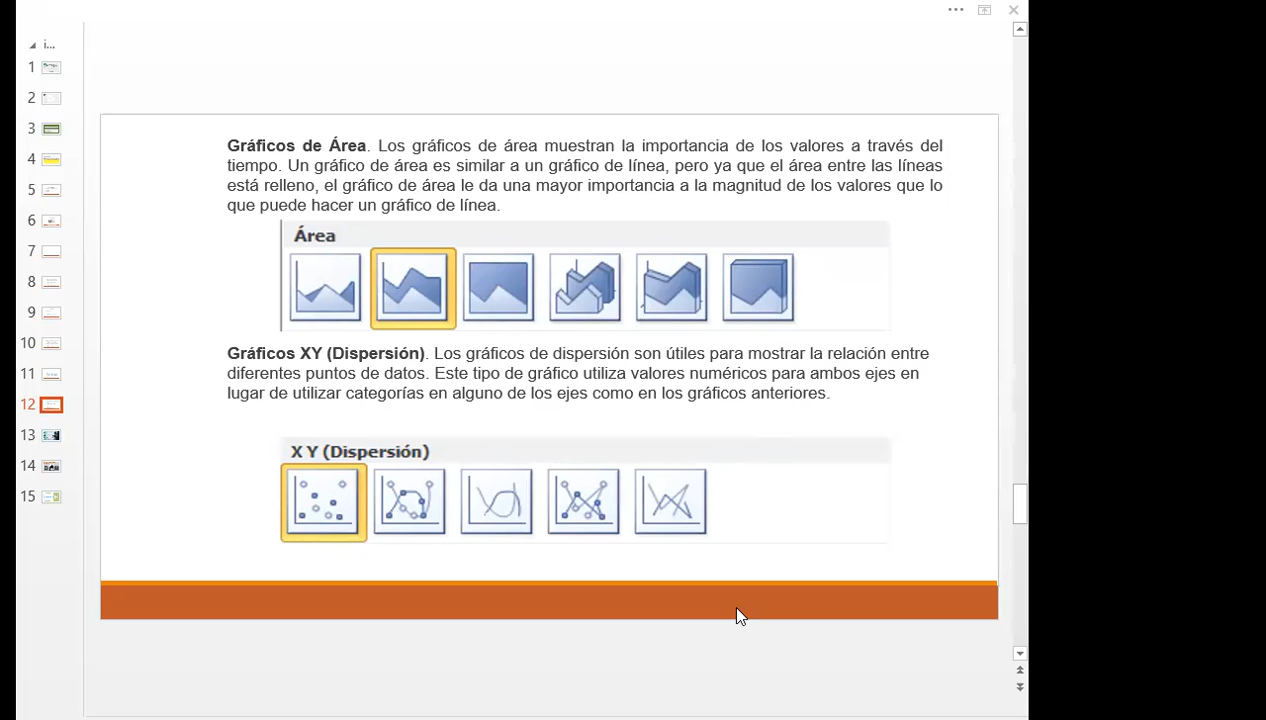 i...
1
2
3
4
5
6
7
8
9
10
11
12
13
14
15
Gráficos de Área. Los gráficos de área muestran la importancia de los valores a través del
tiempo. Un gráfico de área es similar a un gráfico de línea, pero ya que el área entre las líneas
está relleno, el gráfico de área le da una mayor importancia a la magnitud de los valores que lo
que puede hacer un gráfico de línea.
Área
Gráficos XY (Dispersión). Los gráficos de dispersión son útiles para mostrar la relación entre
diferentes puntos de datos. Este tipo de gráfico utiliza valores numéricos para ambos ejes en
lugar de utilizar categorías en alguno de los ejes como en los gráficos anteriores.
X Y (Dispersión)